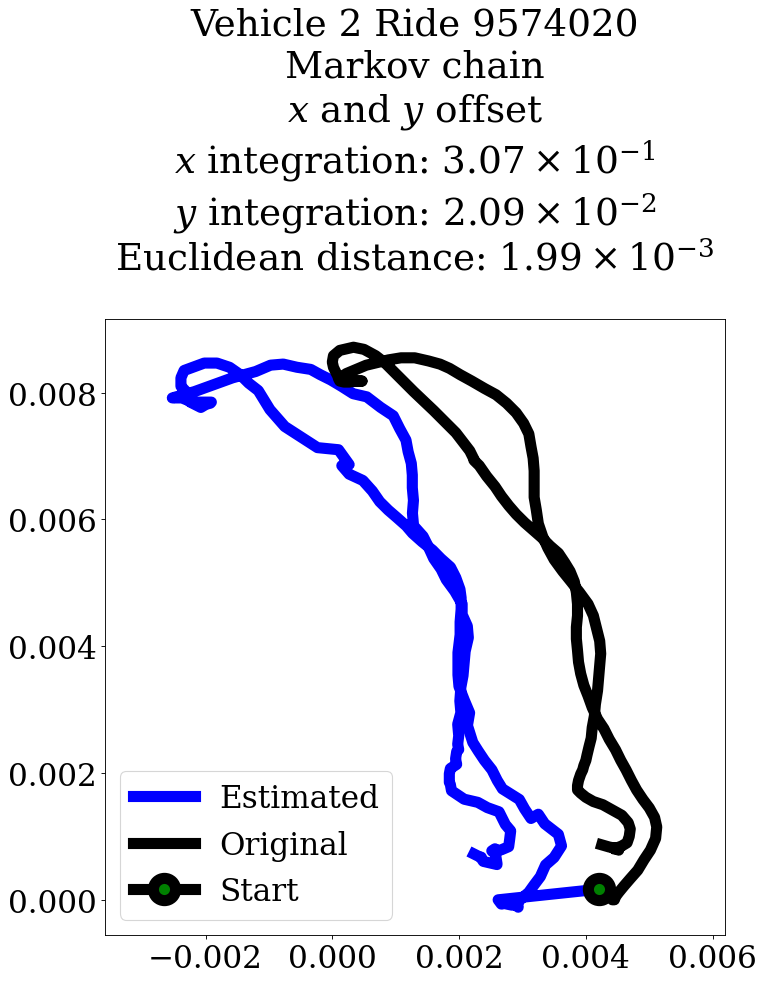 Vehicle 2 Ride 9574020
Markov chain
x and y offset
x integration: 3.07 × 10⁻¹
y integration: 2.09 × 10⁻²
Euclidean distance: 1.99 × 10⁻³
0.008
0.006
0.004
0.002
0.000
Estimated
Original
Start
−0.002 0.000 0.002 0.004 0.006